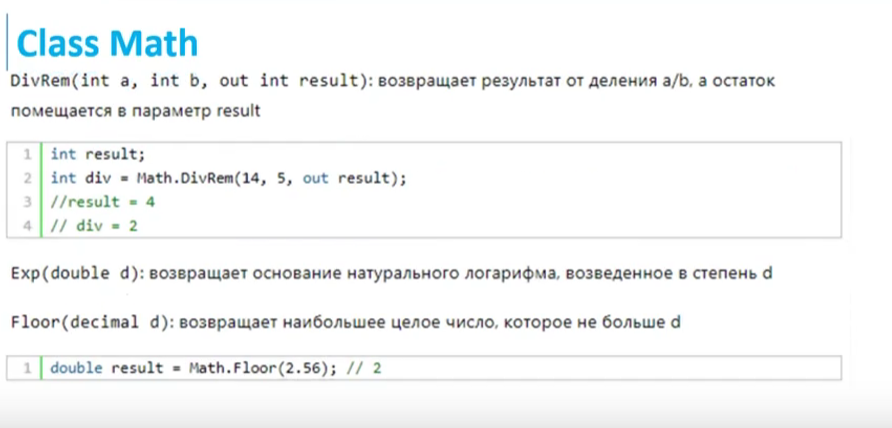 Class Math
DivRem(int a, int b, out int result): возвращает результат от деления a/b, а остаток
помещается в параметр result
1 int result;
2 int div = Math.DivRem(14, 5, out result);
3 //result = 4
4 // div = 2
Exp(double d): возвращает основание натурального логарифма, возведенное в степень d
Floor(decimal d): возвращает наибольшее целое число, которое не больше d
1 double result = Math.Floor(2.56); // 2